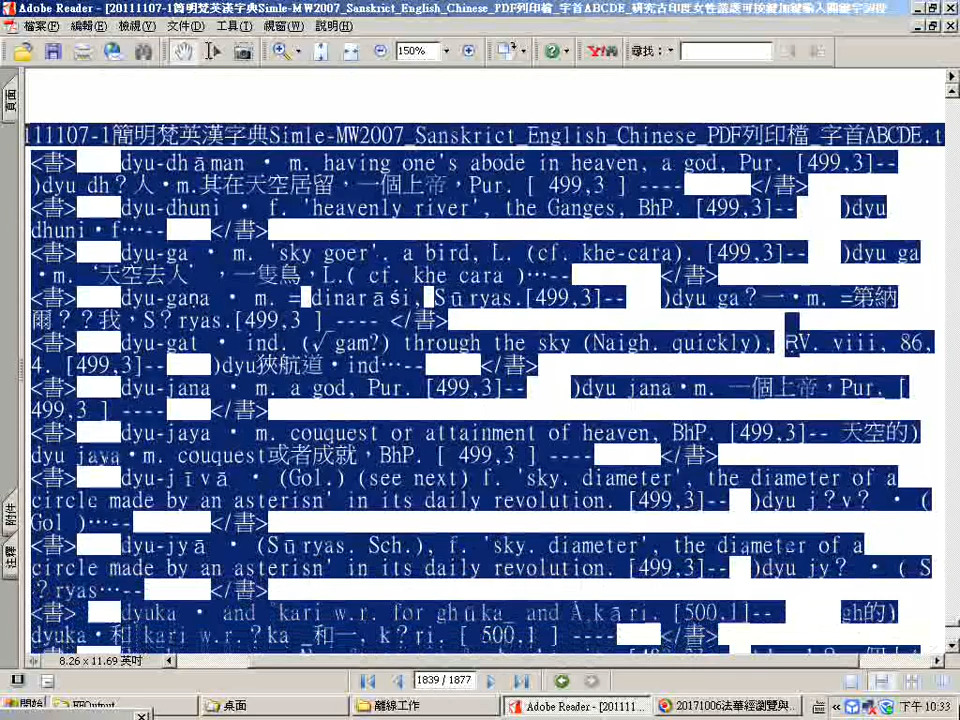 Adobe Reader - [20111107-1簡明梵英漢字典Simle-MW2007_Sanskrict_English_Chinese_PDF列印檔_字首ABCDE_研究古印度女性
檔案(F) 編輯(E) 檢視(V) 文件(D) 工具(T) 視窗(W) 說明(H)
150% 尋找:
頁面
111107-1簡明梵英漢字典Simle-MW2007_Sanskrict_English_Chinese_PDF列印檔_字首ABCDE.t
<書> dyu-dhāman · m. having one's abode in heaven, a god, Pur. [499,3]--
)dyu dh？人·m.其在天空居留，一個上帝，Pur. [ 499,3 ] ---- </書>
<書> dyu-dhuni · f. 'heavenly river', the Ganges, BhP. [499,3]-- )dyu
dhuni·f…-- </書>
<書> dyu-ga · m. 'sky goer'. a bird, L. (cf. khe-cara). [499,3]-- )dyu ga
·m. ‘天空去人’，一隻鳥，L.( cf. khe cara )…-- </書>
<書> dyu-gaṇa · m. = dinarāśi, Sūryas.[499,3]-- )dyu ga？一·m. =第納
爾？？我，S？ryas.[499,3 ] ---- </書>
<書> dyu-gat · ind. (√gam?) through the sky (Naigh. quickly), RV. viii, 86,
4. [499,3]-- )dyu狹航道·ind…-- </書>
<書> dyu-jana · m. a god, Pur. [499,3]-- )dyu jana·m. 一個上帝，Pur. [
499,3 ] ---- </書>
<書> dyu-jaya · m. couquest or attainment of heaven, BhP. [499,3]-- 天空的)
dyu jaya·m. couquest或者成就，BhP. [ 499,3 ] ---- </書>
<書> dyu-jīvā · (Gol.) (see next) f. 'sky. diameter', the diameter of a
circle made by an asterisn' in its daily revolution. [499,3]-- )dyu j？v？ · (
Gol )…-- </書>
<書> dyu-jyā · (Sūryas. Sch.), f. 'sky. diameter', the diameter of a
circle made by an asterisn' in its daily revolution. [499,3]-- )dyu jy？ · ( S
？ryas…-- </書>
<書> dyuka · and °kari w.r. for ghūka_ and
[500,1]-- gh的)
dyuka·和 kari w.r.？ka _和一, k？ri. [ 500,1 ] ---- </書>
附件
註釋
8.26 x 11.69 英吋
1839 / 1877
開始 FFOutput 桌面 離線工作 Adobe Reader - [201111... 20171006法華經瀏覽與... 下午 10:33